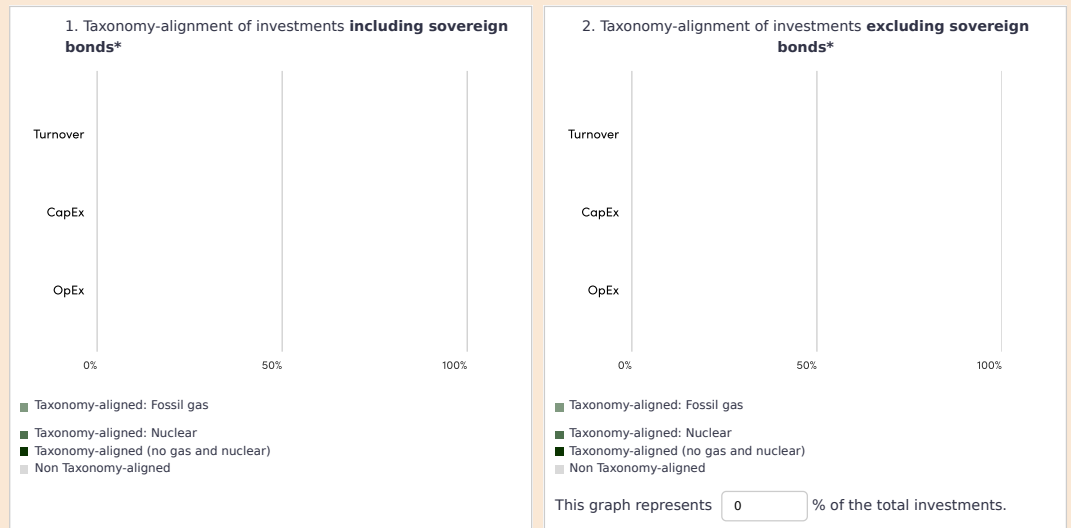 1. Taxonomy-alignment of investments including sovereign
bonds*
Turnover
CapEx
OpEx
0% 50% 100%
Taxonomy-aligned: Fossil gas
Taxonomy-aligned: Nuclear
Taxonomy-aligned (no gas and nuclear)
Non Taxonomy-aligned
2. Taxonomy-alignment of investments excluding sovereign
bonds*
Turnover
CapEx
OpEx
0% 50% 100%
Taxonomy-aligned: Fossil gas
Taxonomy-aligned: Nuclear
Taxonomy-aligned (no gas and nuclear)
Non Taxonomy-aligned
This graph represents 0 % of the total investments.